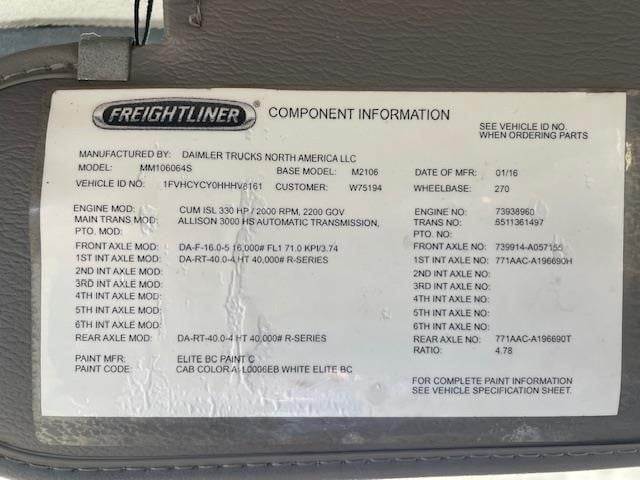 FREIGHTLINER ® COMPONENT INFORMATION
SEE VEHICLE ID NO.
WHEN ORDERING PARTS
MANUFACTURED BY: DAIMLER TRUCKS NORTH AMERICA LLC
MODEL: MM106064S BASE MODEL: M2106 DATE OF MFR: 01/16
VEHICLE ID NO: 1FVHCYCY0HHHV8161 CUSTOMER: W75194 WHEELBASE: 270
ENGINE MOD: CUM ISL 330 HP / 2000 RPM, 2200 GOV ENGINE NO: 73938960
MAIN TRANS MOD: ALLISON 3000 HS AUTOMATIC TRANSMISSION, TRANS NO: 6511361497
PTO. MOD: PTO. NO:
FRONT AXLE MOD: DA-F-16.0-5 16,000# FL1 71.0 KPI/3.74 FRONT AXLE NO: 739914-A057155
1ST INT AXLE MOD: DA-RT-40.0-4 HT 40,000# R-SERIES 1ST INT AXLE NO: 771AAC-A196690H
2ND INT AXLE MOD: 2ND INT AXLE NO:
3RD INT AXLE MOD: 3RD INT AXLE NO:
4TH INT AXLE MOD: 4TH INT AXLE NO:
5TH INT AXLE MOD: 5TH INT AXLE NO:
6TH INT AXLE MOD: 6TH INT AXLE NO:
REAR AXLE MOD: DA-RT-40.0-4 HT 40,000# R-SERIES REAR AXLE NO: 771AAC-A196690T
RATIO: 4.78
PAINT MFR: ELITE BC PAINT C
PAINT CODE: CAB COLOR A: L0006EB WHITE ELITE BC
FOR COMPLETE PAINT INFORMATION
SEE VEHICLE SPECIFICATION SHEET.